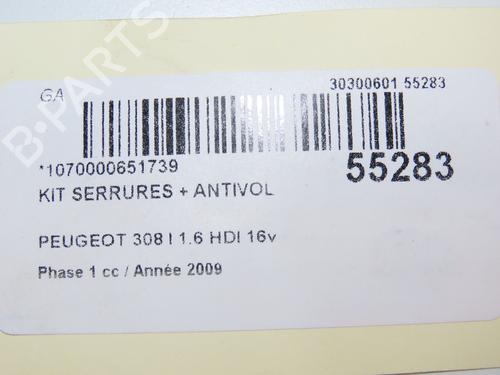 GA
30300601 55283
*1070000651739
55283
KIT SERRURES + ANTIVOL
PEUGEOT 308 I 1.6 HDI 16v
Phase 1 cc / Année 2009
B-PARTS